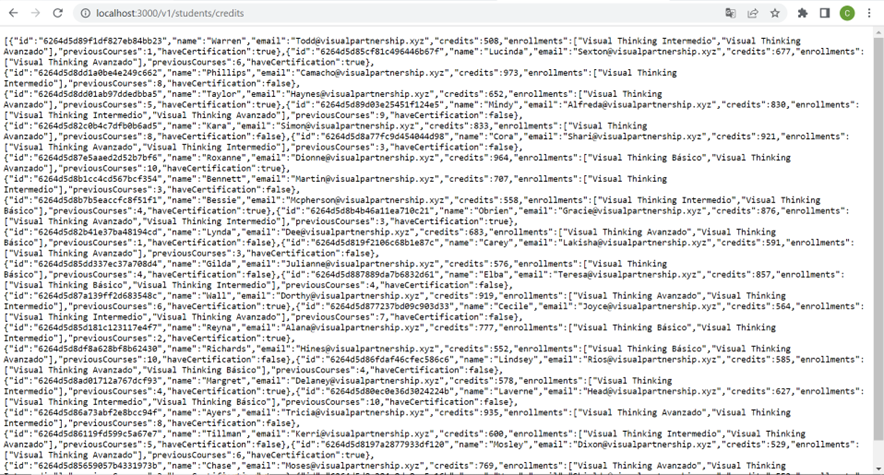 localhost:3000/v1/students/credits
C
[{"id":"6264d5d89f1df827eb84bb23","name":"Warren","email":"Todd@visualpartnership.xyz","credits":508,"enrollments":["Visual Thinking Intermedio","Visual Thinking
Avanzado"],"previousCourses":1,"haveCertification":true},{"id":"6264d5d85cf81c496446b67f","name":"Lucinda","email":"Sexton@visualpartnership.xyz","credits":677,"enrollments":
["Visual Thinking Avanzado"],"previousCourses":6,"haveCertification":true},
{"id":"6264d5d8dd1a0be4e249c662","name":"Phillips","email":"Camacho@visualpartnership.xyz","credits":973,"enrollments":["Visual Thinking
Intermedio"],"previousCourses":8,"haveCertification":false},
{"id":"6264d5d8dd01ab97ddedbba5","name":"Taylor","email":"Haynes@visualpartnership.xyz","credits":652,"enrollments":["Visual Thinking
Avanzado"],"previousCourses":5,"haveCertification":true},{"id":"6264d5d89d03e25451f124e5","name":"Mindy","email":"Alfreda@visualpartnership.xyz","credits":830,"enrollments":
["Visual Thinking Intermedio","Visual Thinking Avanzado"],"previousCourses":9,"haveCertification":false},
{"id":"6264d5d82c0b4c7dfb0b6ad5","name":"Kara","email":"Simon@visualpartnership.xyz","credits":833,"enrollments":["Visual Thinking
Avanzado"],"previousCourses":8,"haveCertification":false},{"id":"6264d5d8a77fc9d454044d98","name":"Cora","email":"Shari@visualpartnership.xyz","credits":921,"enrollments":
["Visual Thinking Avanzado","Visual Thinking Intermedio"],"previousCourses":3,"haveCertification":false},
{"id":"6264d5d87e5aaed2d52b7bf6","name":"Roxanne","email":"Dionne@visualpartnership.xyz","credits":964,"enrollments":["Visual Thinking Básico","Visual Thinking
Avanzado"],"previousCourses":10,"haveCertification":true},
{"id":"6264d5d8b1cc4cd567bcf354","name":"Bennett","email":"Martin@visualpartnership.xyz","credits":707,"enrollments":["Visual Thinking
Intermedio"],"previousCourses":3,"haveCertification":false},
{"id":"6264d5d8b7b5eaccfc8f51f1","name":"Bessie","email":"Mcpherson@visualpartnership.xyz","credits":558,"enrollments":["Visual Thinking Intermedio","Visual Thinking
Básico"],"previousCourses":4,"haveCertification":true},{"id":"6264d5d8b4b46a11ea710c21","name":"Obrien","email":"Gracie@visualpartnership.xyz","credits":876,"enrollments":
["Visual Thinking Avanzado","Visual Thinking Intermedio"],"previousCourses":3,"haveCertification":true},
{"id":"6264d5d82b41e37ba48194cd","name":"Lynda","email":"Dee@visualpartnership.xyz","credits":683,"enrollments":["Visual Thinking Avanzado","Visual Thinking
Básico"],"previousCourses":1,"haveCertification":false},{"id":"6264d5d819f2106c68b1e87c","name":"Carey","email":"Lakisha@visualpartnership.xyz","credits":591,"enrollments":
["Visual Thinking Avanzado"],"previousCourses":3,"haveCertification":false},
{"id":"6264d5d85dd337ec37a708d4","name":"Gilda","email":"Julianne@visualpartnership.xyz","credits":576,"enrollments":["Visual Thinking Avanzado","Visual Thinking
Básico"],"previousCourses":4,"haveCertification":false},{"id":"6264d5d887889da7b6832d61","name":"Elba","email":"Teresa@visualpartnership.xyz","credits":857,"enrollments":
["Visual Thinking Básico","Visual Thinking Intermedio"],"previousCourses":4,"haveCertification":false},
{"id":"6264d5d87a139ff2d683548c","name":"Wall","email":"Dorthy@visualpartnership.xyz","credits":919,"enrollments":["Visual Thinking Avanzado","Visual Thinking
Intermedio"],"previousCourses":6,"haveCertification":true},{"id":"6264d5d877237bd09c903d33","name":"Cecile","email":"Joyce@visualpartnership.xyz","credits":564,"enrollments":
["Visual Thinking Intermedio","Visual Thinking Avanzado"],"previousCourses":7,"haveCertification":false},
{"id":"6264d5d85d181c123117e4f7","name":"Reyna","email":"Alana@visualpartnership.xyz","credits":777,"enrollments":["Visual Thinking Básico","Visual Thinking
Intermedio"],"previousCourses":2,"haveCertification":true},
{"id":"6264d5d8df8a628bf8b62430","name":"Richards","email":"Hines@visualpartnership.xyz","credits":552,"enrollments":["Visual Thinking Básico","Visual Thinking
Avanzado"],"previousCourses":10,"haveCertification":false},{"id":"6264d5d86fdaf46cfec586c6","name":"Lindsey","email":"Rios@visualpartnership.xyz","credits":585,"enrollments":
["Visual Thinking Avanzado","Visual Thinking Básico"],"previousCourses":4,"haveCertification":false},
{"id":"6264d5d8ad01712a767dcf93","name":"Margret","email":"Delaney@visualpartnership.xyz","credits":578,"enrollments":["Visual Thinking
Intermedio"],"previousCourses":4,"haveCertification":true},{"id":"6264d5d80ec0e36d3024224b","name":"Laverne","email":"Head@visualpartnership.xyz","credits":627,"enrollments":
["Visual Thinking Intermedio","Visual Thinking Básico"],"previousCourses":10,"haveCertification":false},
{"id":"6264d5d86a73abf2e8bcc94f","name":"Ayers","email":"Tricia@visualpartnership.xyz","credits":935,"enrollments":["Visual Thinking Avanzado","Visual Thinking
Intermedio"],"previousCourses":8,"haveCertification":false},
{"id":"6264d5d86119fd599c5a67e7","name":"Tillman","email":"Kerri@visualpartnership.xyz","credits":600,"enrollments":["Visual Thinking Intermedio","Visual Thinking
Avanzado"],"previousCourses":5,"haveCertification":false},{"id":"6264d5d8197a2877933df120","name":"Mosley","email":"Dixon@visualpartnership.xyz","credits":529,"enrollments":
["Visual Thinking Avanzado"],"previousCourses":6,"haveCertification":true},
{"id":"6264d5d85659057b4331973b","name":"Chase","email":"Moses@visualpartnership.xyz","credits":769,"enrollments":["Visual Thinking Avanzado","Visual Thinking